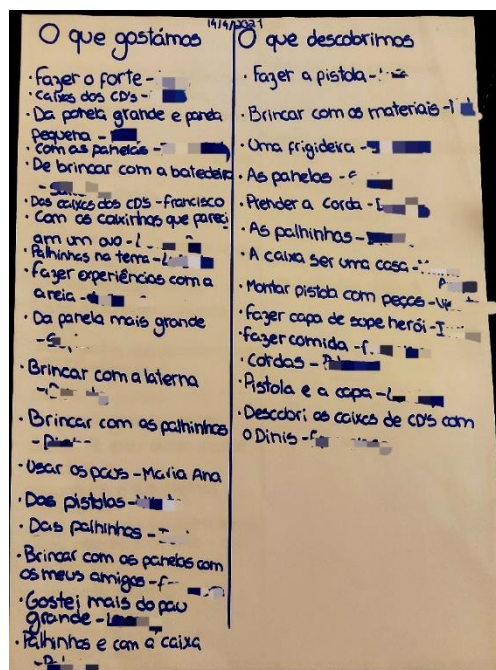 14/4/2021
O que gostámos
· Fazer o forte -
· Caixas dos CD's -
· Da panela grande e panela
pequena -
· Com as panelas -
· De brincar com a batedeira
-
· Das caixas dos CD's - Francisco
· Com as caixinhas que pareci
am um ovo - L
· Palhinhas na terra - L
· Fazer experiências com a
areia -
· Da panela mais grande
-
· Brincar com a laterna
-
· Brincar com as palhinhas
-
· Usar os paus - Maria Ana
· Das pistolas -
· Das palhinhas -
· Brincar com as panelas com
os meus amigos - f
· Gostei mais do pau
grande - L
· Palhinhas e com a caixa
-
O que descobrimos
· Fazer a pistola -
· Brincar com os materiais -
· Uma frigideira -
· As panelas -
· Prender a corda -
· As palhinhas -
· A caixa ser uma casa -
· Montar pistola com peças -
· Fazer capa de supe herói - I
· fazer comida - f
· cordas -
· Pistola e a capa - L
· Descobri as caixas de CD's com
o Dinis -